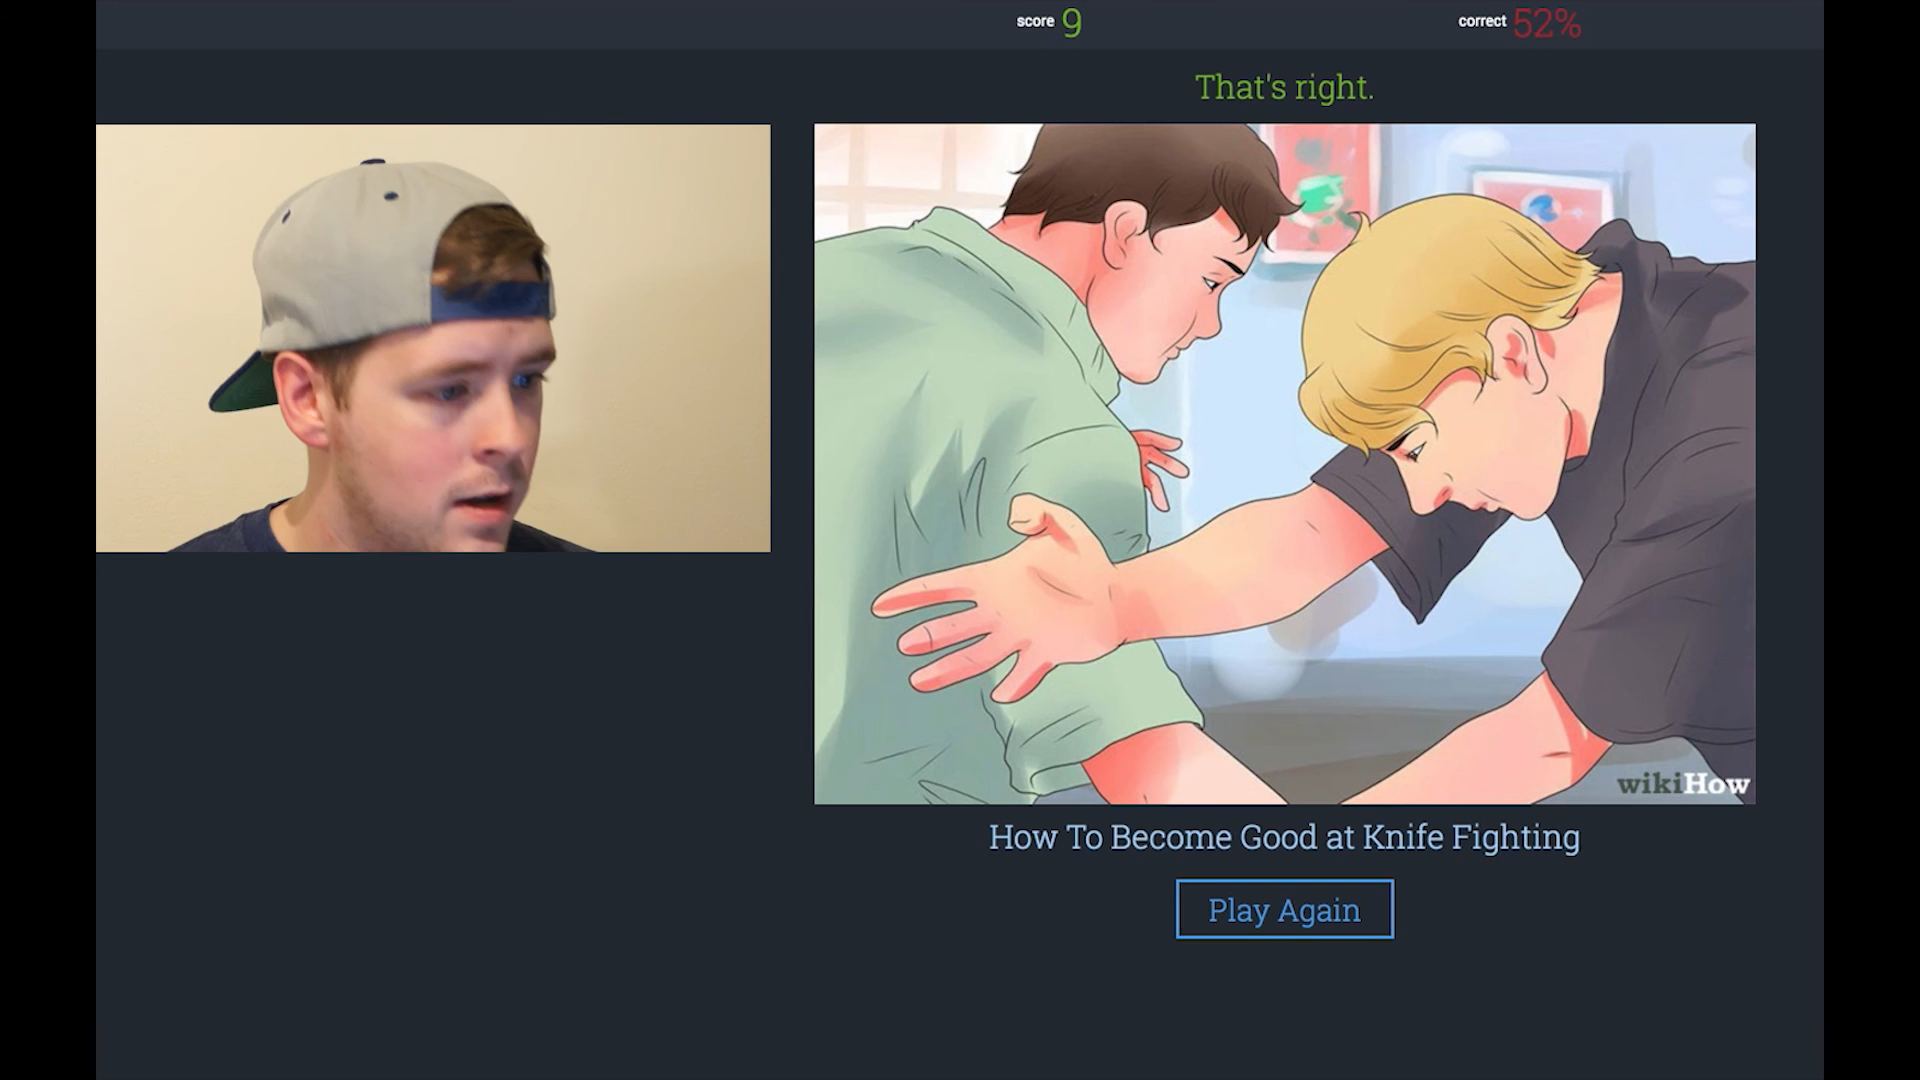 score 9
correct 52%
That's right.
wikiHow
How To Become Good at Knife Fighting
Play Again